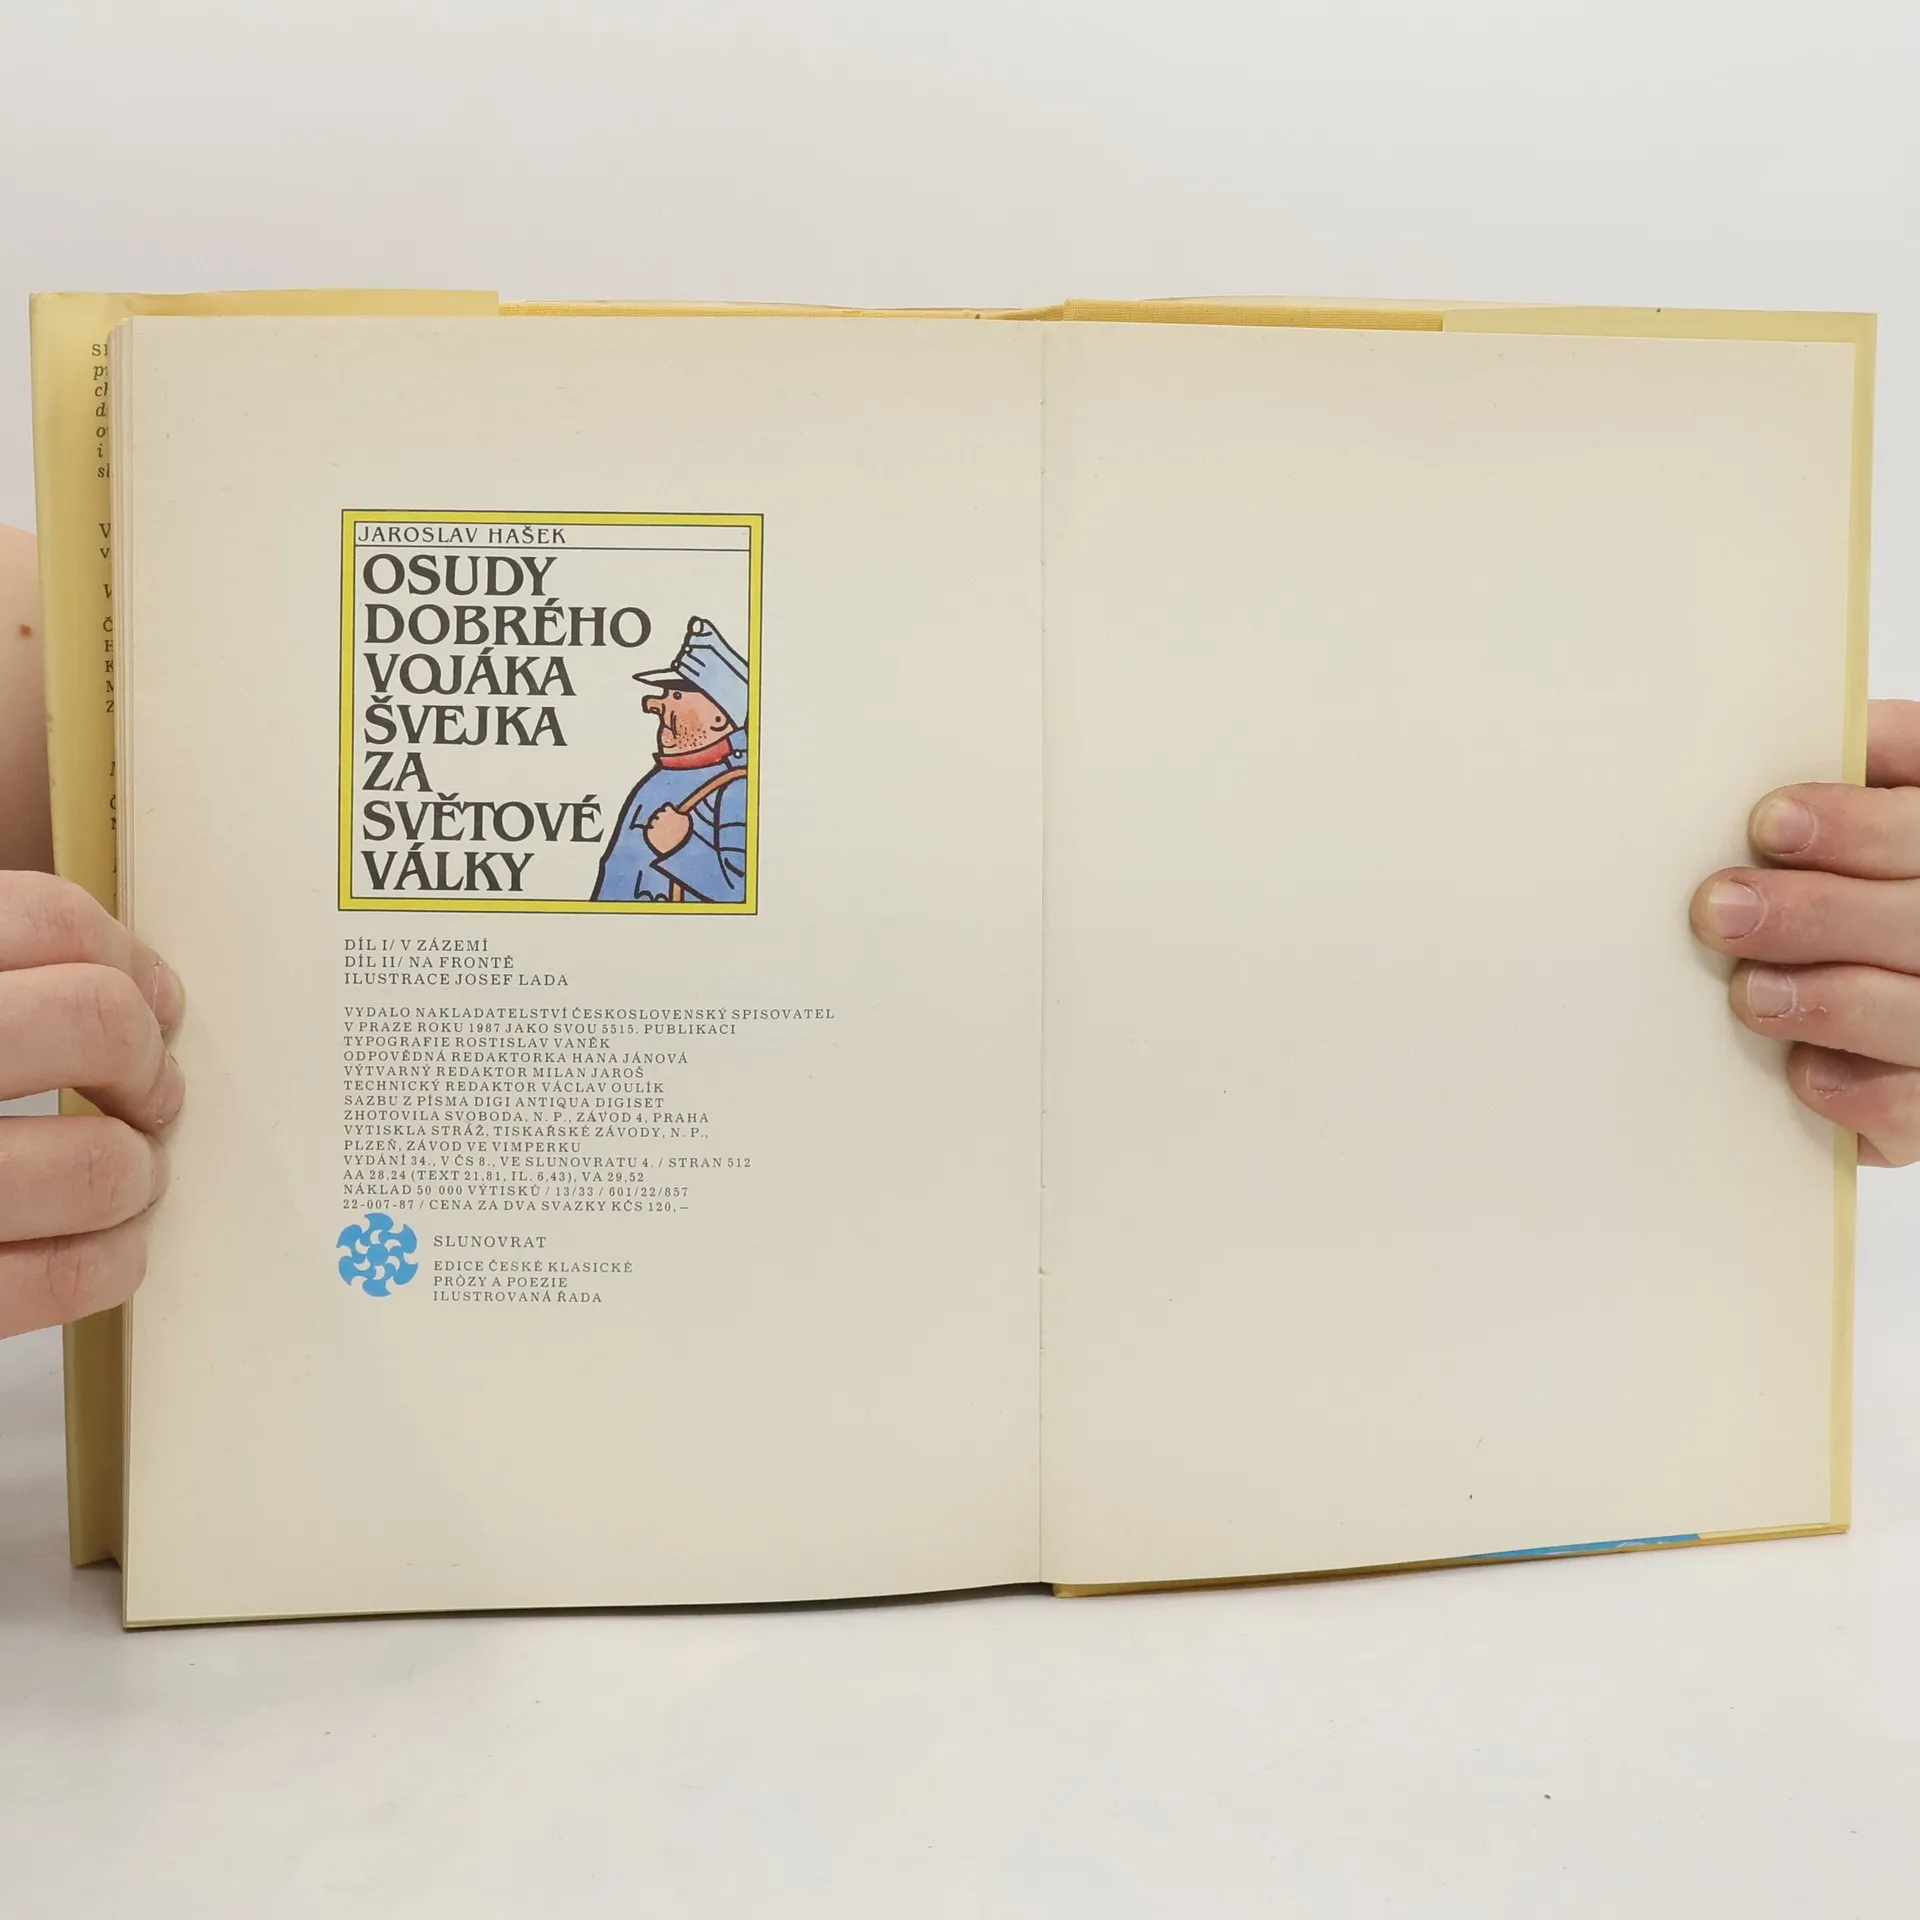 JAROSLAV HAŠEK
OSUDY
DOBRÉHO
VOJÁKA
ŠVEJKA
ZA
SVĚTOVÉ
VÁLKY
DÍL I/ V ZÁZEMÍ
DÍL II/ NA FRONTĚ
ILUSTRACE JOSEF LADA
VYDALO NAKLADATELSTVÍ ČESKOSLOVENSKÝ SPISOVATEL
V PRAZE ROKU 1987 JAKO SVOU 5515. PUBLIKACI
TYPOGRAFIE ROSTISLAV VANĚK
ODPOVĚDNÁ REDAKTORKA HANA JÁNOVÁ
VÝTVARNÝ REDAKTOR MILAN JAROŠ
TECHNICKÝ REDAKTOR VÁCLAV OULÍK
SAZBU Z PÍSMA DIGI ANTIQUA DIGISET
ZHOTOVILA SVOBODA, N. P., ZÁVOD 4, PRAHA
VYTISKLA STRÁŽ, TISKAŘSKÉ ZÁVODY, N. P.,
PLZEŇ, ZÁVOD VE VIMPERKU
VYDÁNÍ 34., V ČS 8., VE SLUNOVRATU 4. / STRAN 512
AA 28,24 (TEXT 21,81, IL. 6,43), VA 29,52
NÁKLAD 50 000 VÝTISKŮ / 13/33 / 601/22/857
22-007-87 / CENA ZA DVA SVAZKY KČS 120,—
SLUNOVRAT
EDICE ČESKÉ KLASICKÉ
PRÓZY A POEZIE
ILUSTROVANÁ ŘADA